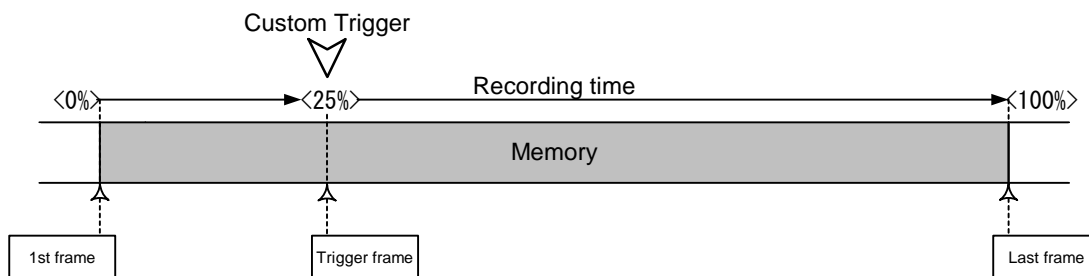 Custom Trigger
Recording time
<0%>
<25%>
<100%>
Memory
1st frame
Trigger frame
Last frame